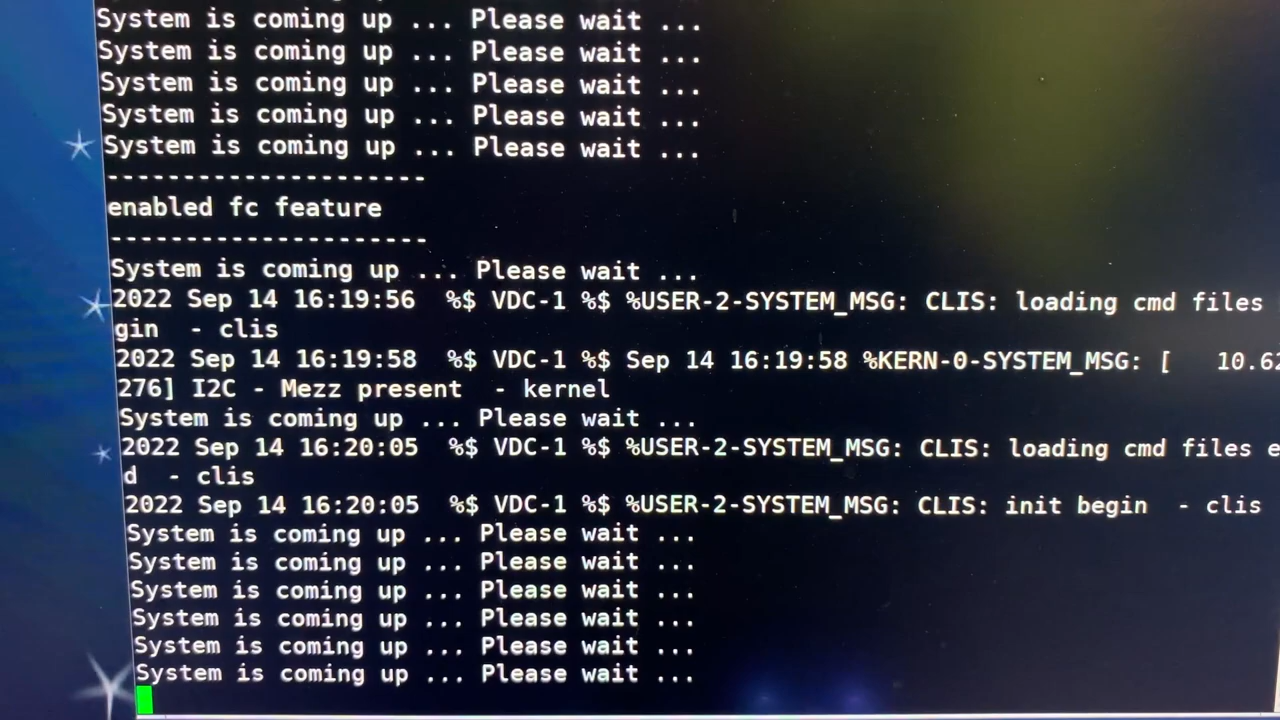 System is coming up ... Please wait ...
System is coming up ... Please wait ...
System is coming up ... Please wait ...
System is coming up ... Please wait ...
System is coming up ... Please wait ...
---------------------
enabled fc feature
---------------------
System is coming up ... Please wait ...
2022 Sep 14 16:19:56  %$ VDC-1 %$ %USER-2-SYSTEM_MSG: CLIS: loading cmd files
gin  - clis
2022 Sep 14 16:19:58  %$ VDC-1 %$ Sep 14 16:19:58 %KERN-0-SYSTEM_MSG: [   10.62
276] I2C - Mezz present  - kernel
System is coming up ... Please wait ...
2022 Sep 14 16:20:05  %$ VDC-1 %$ %USER-2-SYSTEM_MSG: CLIS: loading cmd files e
d  - clis
2022 Sep 14 16:20:05  %$ VDC-1 %$ %USER-2-SYSTEM_MSG: CLIS: init begin  - clis
System is coming up ... Please wait ...
System is coming up ... Please wait ...
System is coming up ... Please wait ...
System is coming up ... Please wait ...
System is coming up ... Please wait ...
System is coming up ... Please wait ...